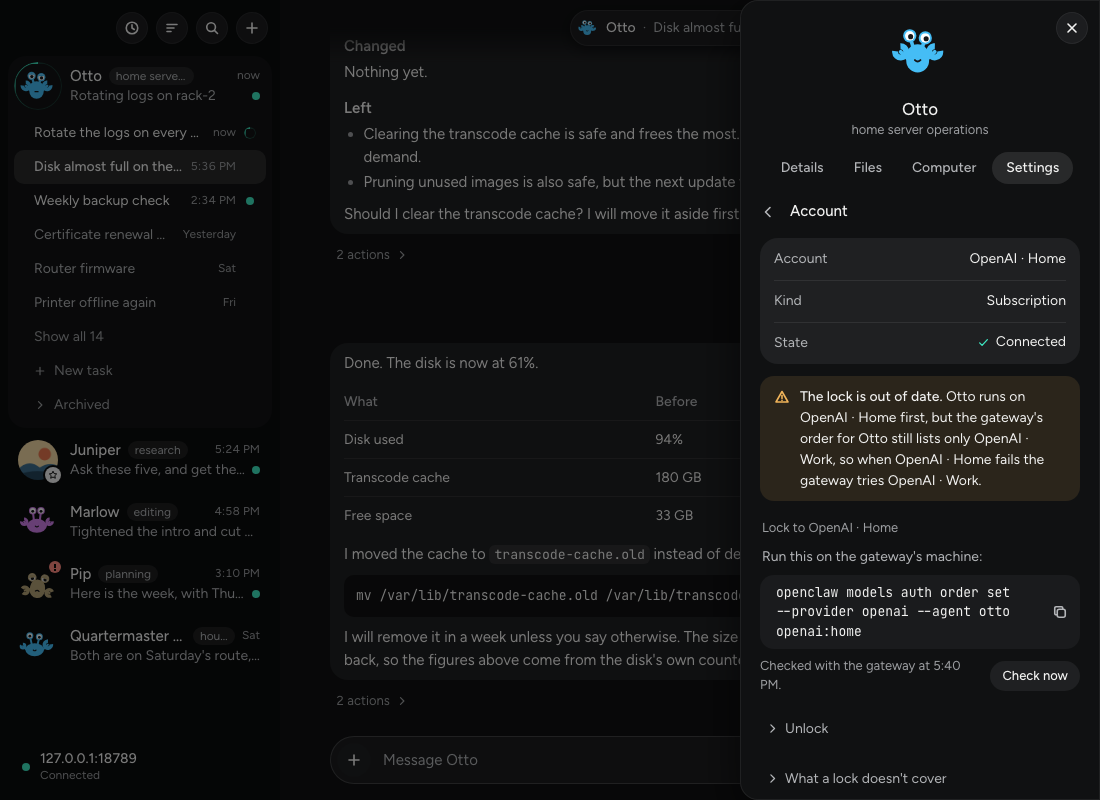 Otto
home serve...
now
Rotating logs on rack-2
Rotate the logs on every ...
now
Disk almost full on the...
5:36 PM
Weekly backup check
2:34 PM
Certificate renewal ...
Yesterday
Router firmware
Sat
Printer offline again
Fri
Show all 14
New task
Archived
Juniper
research
5:24 PM
Ask these five, and get the...
Marlow
editing
4:58 PM
Tightened the intro and cut ...
Pip
planning
3:10 PM
Here is the week, with Thu...
Quartermaster ...
hou...
Sat
Both are on Saturday's route,...
127.0.0.1:18789
Connected
Otto · Disk almost fu
Changed
Nothing yet.
Left
Clearing the transcode cache is safe and frees the most.
demand.
Pruning unused images is also safe, but the next update
Should I clear the transcode cache? I will move it aside first
2 actions
Done. The disk is now at 61%.
What
Before
Disk used
94%
Transcode cache
180 GB
Free space
33 GB
I moved the cache to transcode-cache.old instead of de
mv /var/lib/transcode-cache.old /var/lib/transcode
I will remove it in a week unless you say otherwise. The size
back, so the figures above come from the disk's own counte
2 actions
Message Otto
Otto
home server operations
Details
Files
Computer
Settings
Account
Account
OpenAI · Home
Kind
Subscription
State
Connected
The lock is out of date. Otto runs on
OpenAI · Home first, but the gateway's
order for Otto still lists only OpenAI ·
Work, so when OpenAI · Home fails the
gateway tries OpenAI · Work.
Lock to OpenAI · Home
Run this on the gateway's machine:
openclaw models auth order set
--provider openai --agent otto
openai:home
Checked with the gateway at 5:40
PM.
Check now
Unlock
What a lock doesn't cover